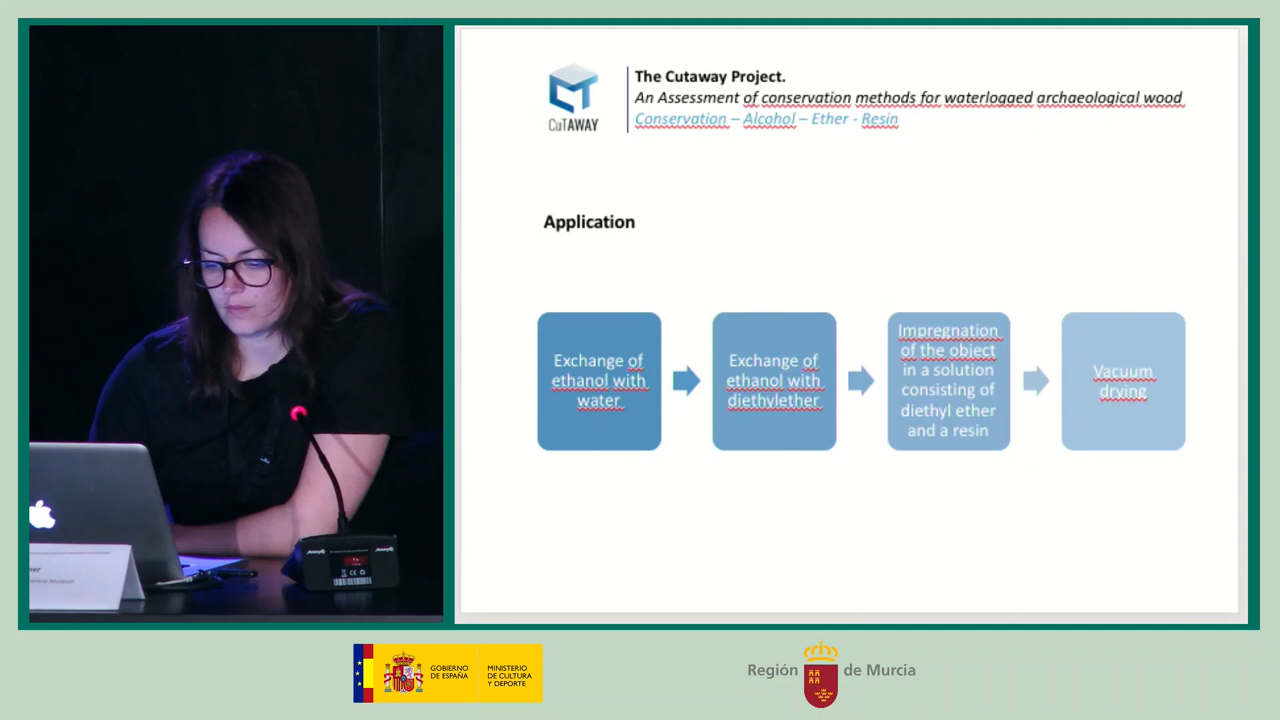 The Cutaway Project.
An Assessment of conservation methods for waterlogged archaeological wood
Conservation – Alcohol – Ether - Resin
CUTAWAY
Application
Exchange of
ethanol with
water
Exchange of
ethanol with
diethylether
Impregnation
of the object
in a solution
consisting of
diethyl ether
and a resin
Vacuum
drying
GOBIERNO
DE ESPAÑA
MINISTERIO
DE CULTURA
Y DEPORTE
Región de Murcia